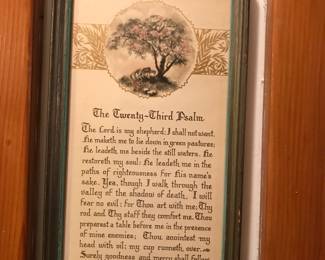 The Twenty-Third Psalm
The Lord is my shepherd; I shall not want.
He maketh me to lie down in green pastures;
He leadeth me beside the still waters. He
restoreth my soul: He leadeth me in the
paths of righteousness for His name's
sake. Yea, though I walk through the
valley of the shadow of death, I will
fear no evil: for Thou art with me; Thy
rod and Thy staff they comfort me. Thou
preparest a table before me in the presence
of mine enemies; Thou anointest my
head with oil; my cup runneth over.
Surely goodness and mercy shall follow